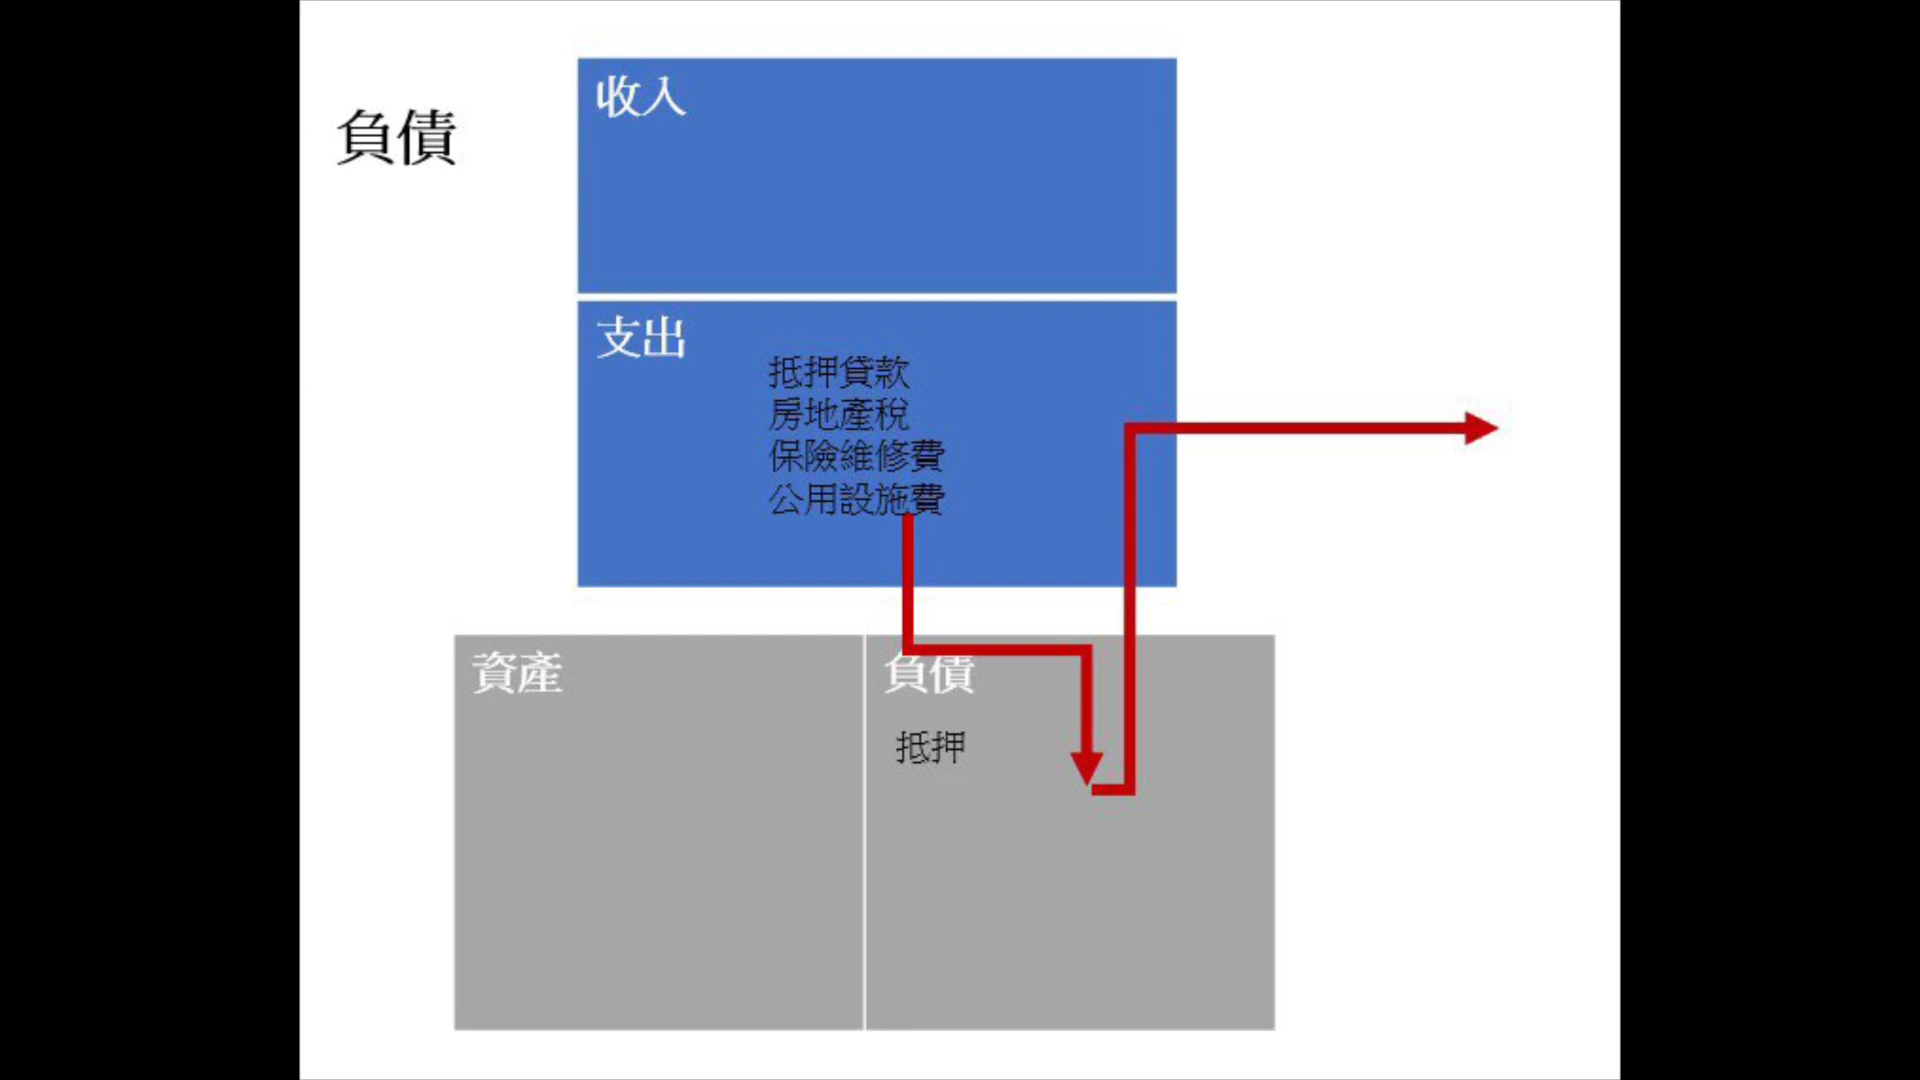 負債
收入
支出
抵押貸款
房地產稅
保險維修費
公用設施費
資產
負債
抵押